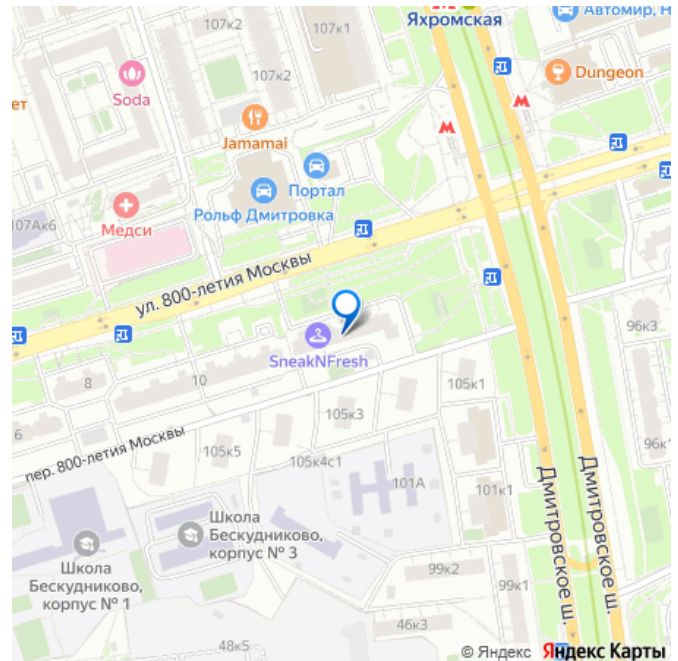 107к2
107к1
Яхромская
Автомир, Н
107к2
Soda
Dungeon
ет
Jamamai
Портал
Рольф Дмитровка
Медси
107Ак6
ул. 800-летия Москвы
SneakNFresh
96к3
8
10
105к1
6
105к3
пер. 800-летия Москвы
105к5
105к4с1
96к1
101А
101к1
Школа
Бескудниково,
корпус № 3
Дмитровское ш.
Дмитровское ш.
Школа
Бескудниково,
корпус № 1
99к2
99к1
46к3
48к5
© Яндекс Яндекс Карты